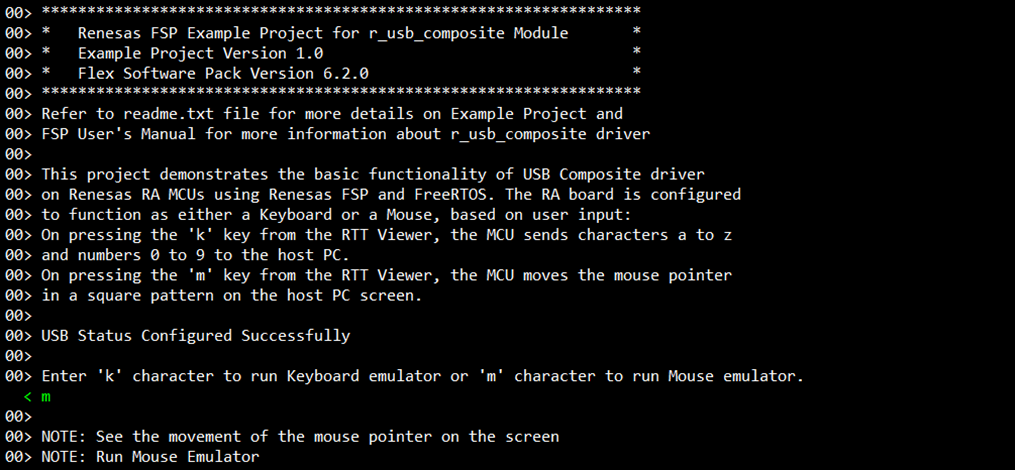 00> ******************************************************************
00> *   Renesas FSP Example Project for r_usb_composite Module       *
00> *   Example Project Version 1.0                                  *
00> *   Flex Software Pack Version 6.2.0                             *
00> ******************************************************************
00> Refer to readme.txt file for more details on Example Project and
00> FSP User's Manual for more information about r_usb_composite driver
00>
00> This project demonstrates the basic functionality of USB Composite driver
00> on Renesas RA MCUs using Renesas FSP and FreeRTOS. The RA board is configured
00> to function as either a Keyboard or a Mouse, based on user input:
00> On pressing the 'k' key from the RTT Viewer, the MCU sends characters a to z
00> and numbers 0 to 9 to the host PC.
00> On pressing the 'm' key from the RTT Viewer, the MCU moves the mouse pointer
00> in a square pattern on the host PC screen.
00>
00> USB Status Configured Successfully
00>
00> Enter 'k' character to run Keyboard emulator or 'm' character to run Mouse emulator.
  < m
00>
00> NOTE: See the movement of the mouse pointer on the screen
00> NOTE: Run Mouse Emulator